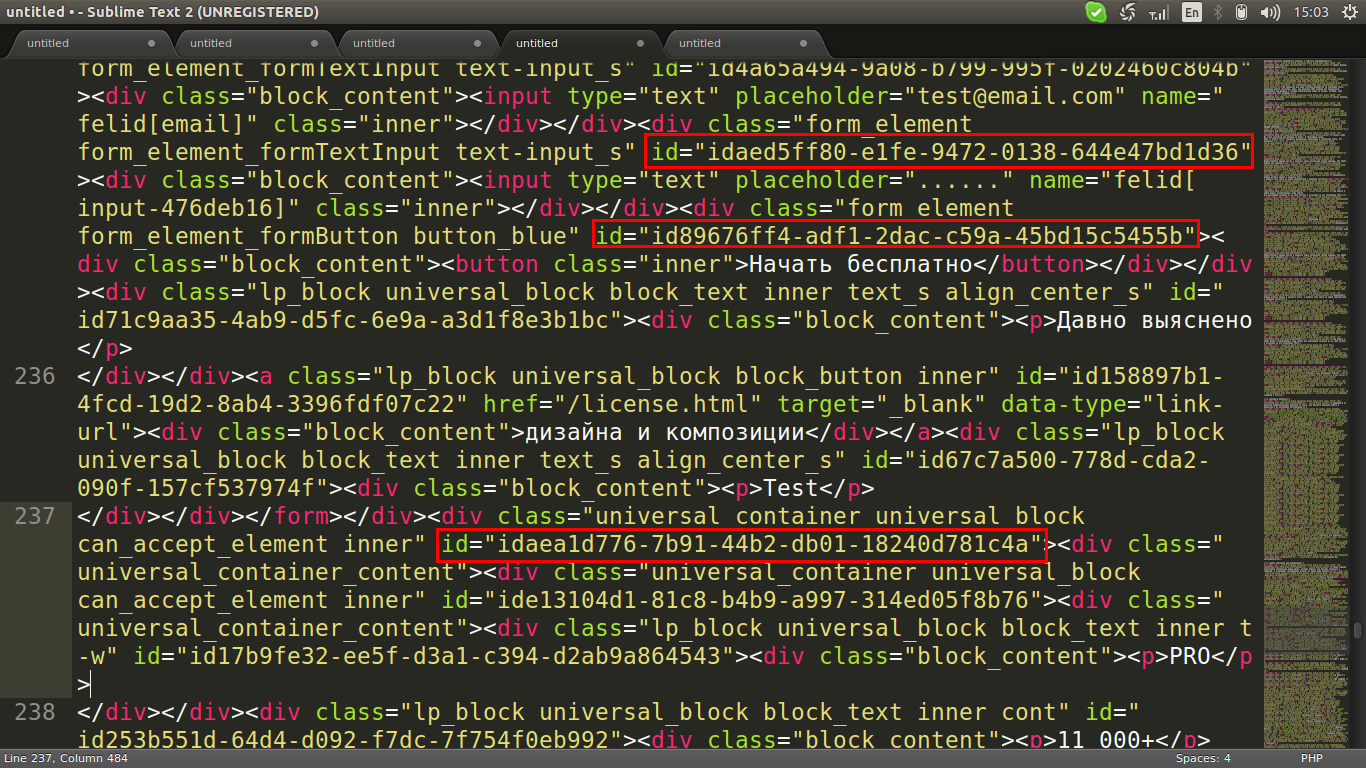 untitled • - Sublime Text 2 (UNREGISTERED)
En
15:03
untitled
untitled
untitled
untitled
untitled
form_element_formTextInput text-input_s" id="id4a65a494-9a08-b799-995f-0202460c804b"
><div class="block_content"><input type="text" placeholder="test@email.com" name="
felid[email]" class="inner"></div></div><div class="form_element
form_element_formTextInput text-input_s" id="idaed5ff80-e1fe-9472-0138-644e47bd1d36"
><div class="block_content"><input type="text" placeholder="......" name="felid[
input-476deb16]" class="inner"></div></div><div class="form_element
form_element_formButton button_blue" id="id89676ff4-adf1-2dac-c59a-45bd15c5455b"><
div class="block_content"><button class="inner">Начать бесплатно</button></div></div
><div class="lp_block universal_block block_text inner text_s align_center_s" id="
id71c9aa35-4ab9-d5fc-6e9a-a3d1f8e3b1bc"><div class="block_content"><p>Давно выяснено
</p>
236 </div></div><a class="lp_block universal_block block_button inner" id="id158897b1-
4fcd-19d2-8ab4-3396fdf07c22" href="/license.html" target="_blank" data-type="link-
url"><div class="block_content">дизайна и композиции</div></a><div class="lp_block
universal_block block_text inner text_s align_center_s" id="id67c7a500-778d-cda2-
090f-157cf537974f"><div class="block_content"><p>Test</p>
237 </div></div></form></div><div class="universal_container universal_block
can_accept_element inner" id="idaea1d776-7b91-44b2-db01-18240d781c4a"><div class="
universal_container_content"><div class="universal_container universal_block
can_accept_element inner" id="ide13104d1-81c8-b4b9-a997-314ed05f8b76"><div class="
universal_container_content"><div class="lp_block universal_block block_text inner t
-w" id="id17b9fe32-ee5f-d3a1-c394-d2ab9a864543"><div class="block_content"><p>PRO</p
>
238 </div></div><div class="lp_block universal_block block_text inner cont" id="
id253b551d-64d4-d092-f7dc-7f754f0eb992"><div class="block_content"><p>11 000+</p>
Line 237, Column 484
Spaces: 4
PHP